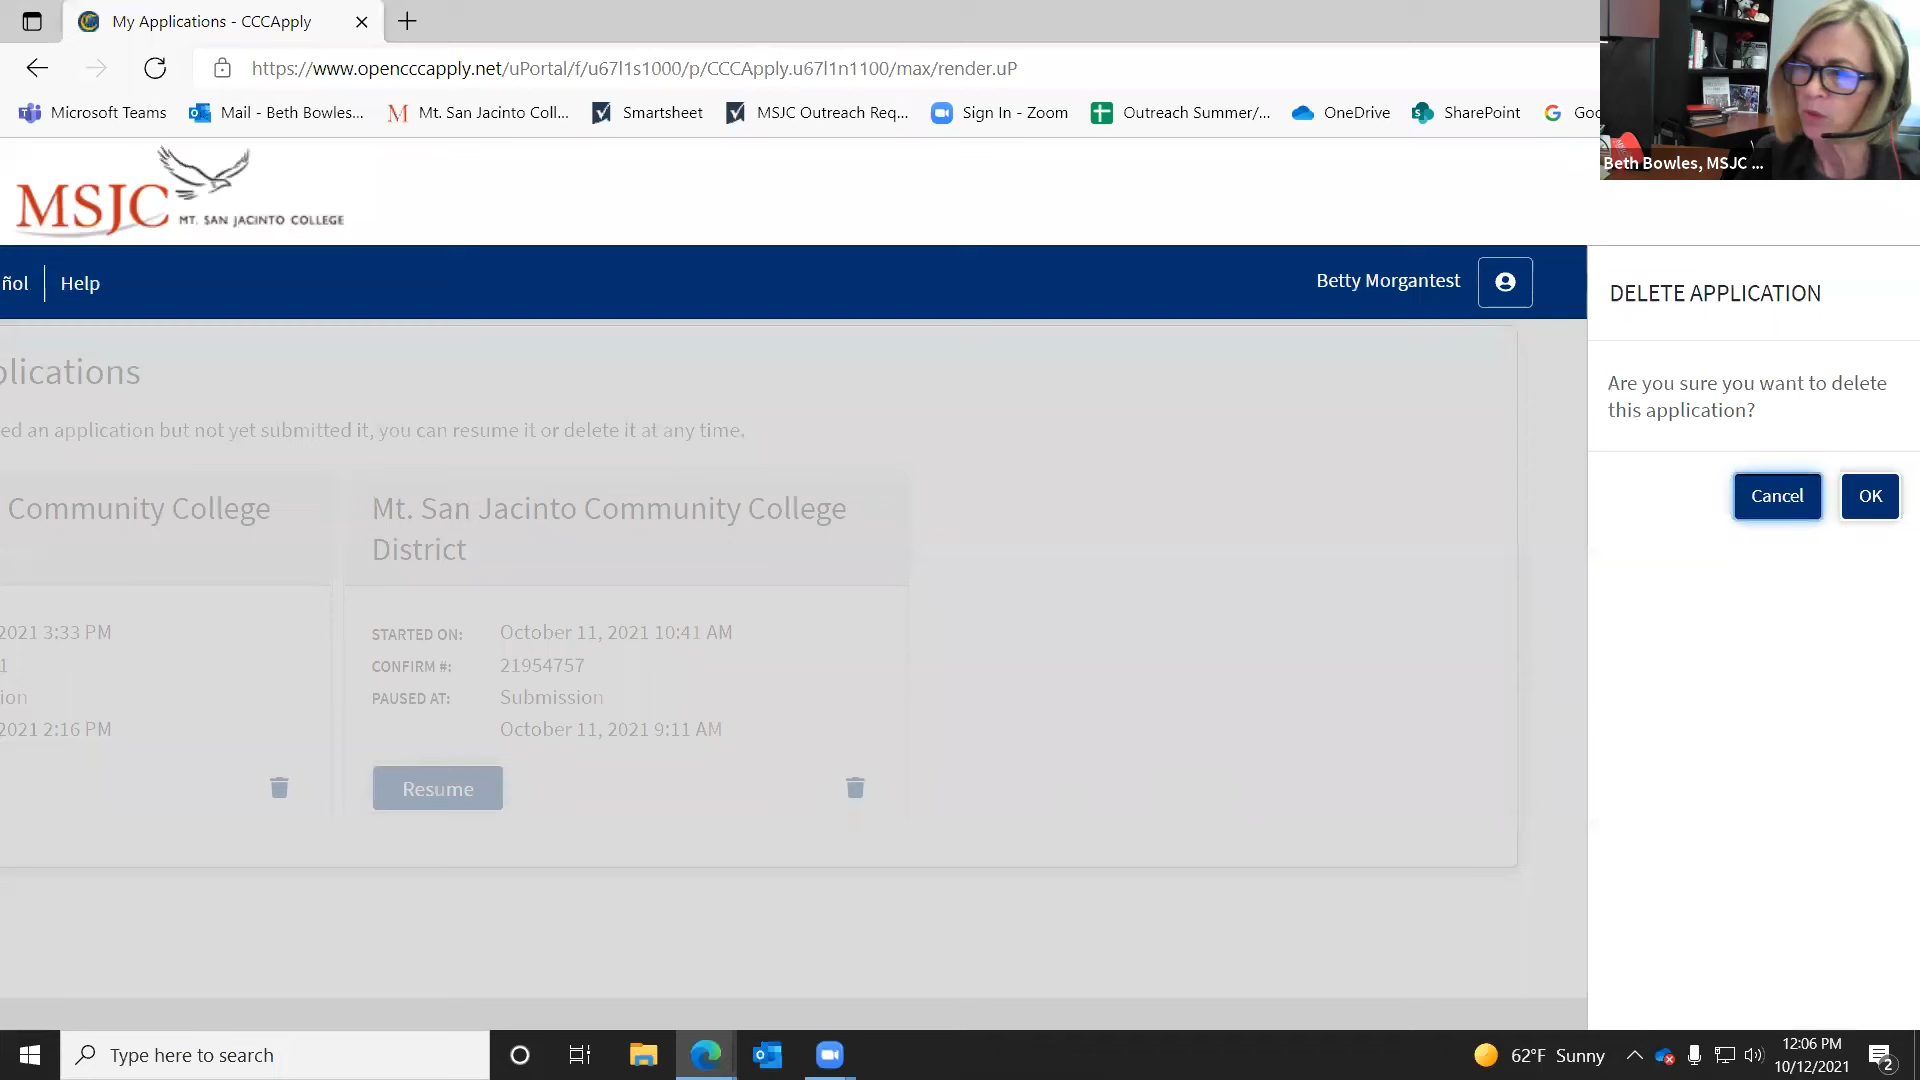 My Applications - CCCApply
https://www.opencccapply.net/uPortal/f/u67l1s1000/p/CCCApply.u67l1n1100/max/render.uP
Microsoft Teams Mail - Beth Bowles... Mt. San Jacinto Coll... Smartsheet MSJC Outreach Req... Sign In - Zoom Outreach Summer/... OneDrive SharePoint Goo
Beth Bowles, MSJC ...
MSJC MT. SAN JACINTO COLLEGE
ñol Help Betty Morgantest
DELETE APPLICATION
plications
Are you sure you want to delete
this application?
ed an application but not yet submitted it, you can resume it or delete it at any time.
Cancel OK
Community College
Mt. San Jacinto Community College
District
2021 3:33 PM
1
ion
2021 2:16 PM
STARTED ON: October 11, 2021 10:41 AM
CONFIRM #: 21954757
PAUSED AT: Submission
October 11, 2021 9:11 AM
Resume
Type here to search
62°F Sunny
12:06 PM
10/12/2021
2